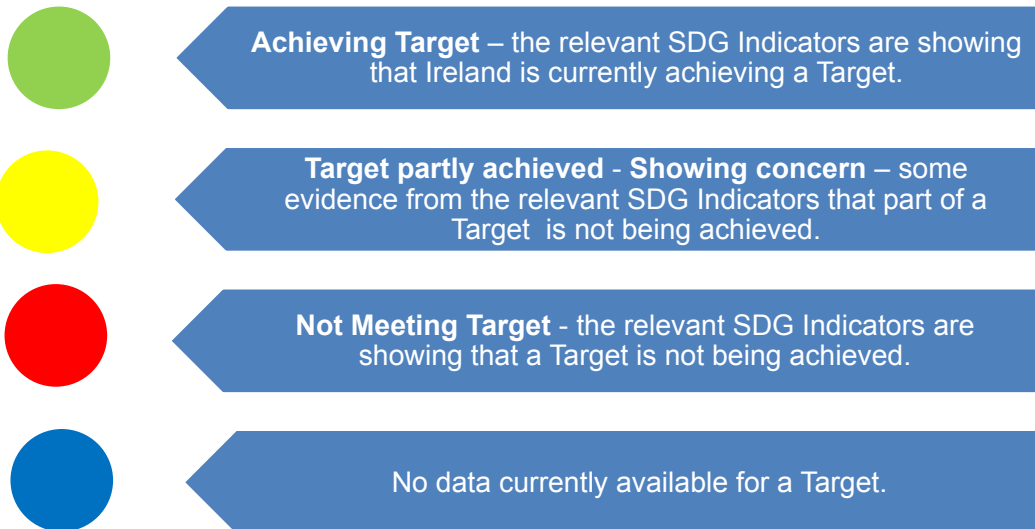 Achieving Target – the relevant SDG Indicators are showing
that Ireland is currently achieving a Target.
Target partly achieved - Showing concern – some
evidence from the relevant SDG Indicators that part of a
Target  is not being achieved.
Not Meeting Target - the relevant SDG Indicators are
showing that a Target is not being achieved.
No data currently available for a Target.